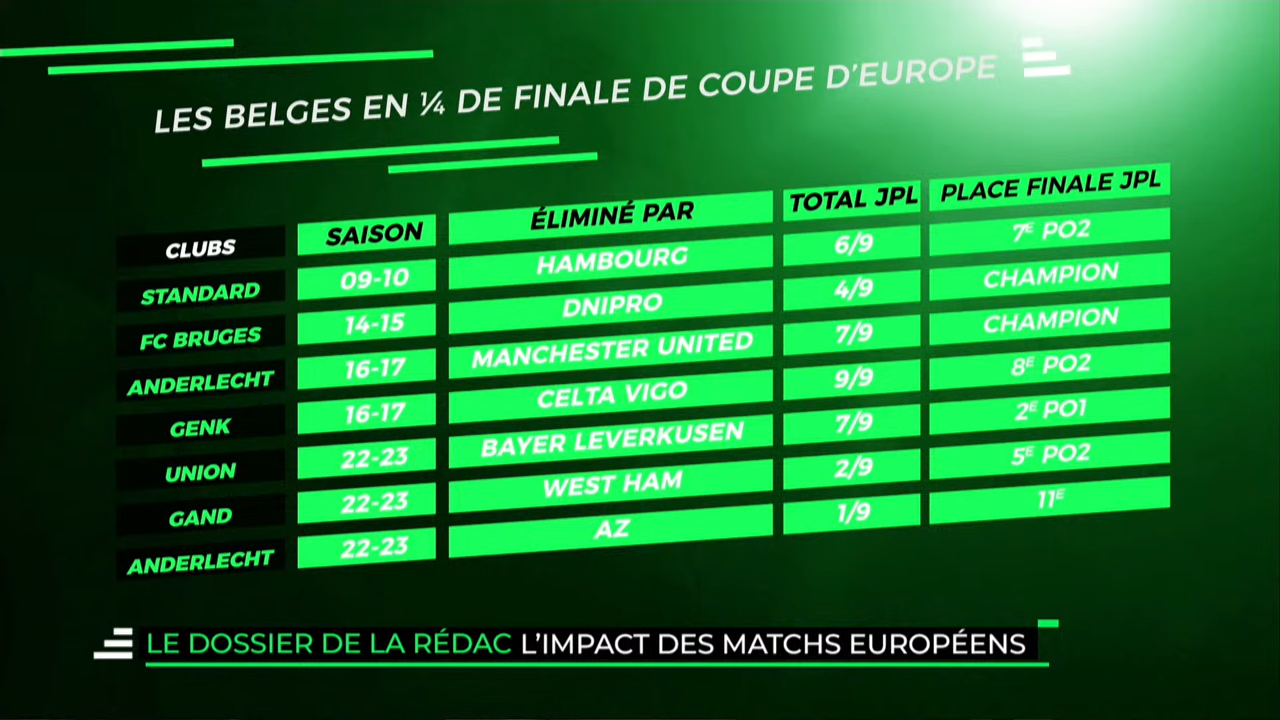 LES BELGES EN ¼ DE FINALE DE COUPE D'EUROPE
CLUBS SAISON ÉLIMINÉ PAR TOTAL JPL PLACE FINALE JPL
STANDARD 09-10 HAMBOURG 6/9 7E PO2
FC BRUGES 14-15 DNIPRO 4/9 CHAMPION
ANDERLECHT 16-17 MANCHESTER UNITED 7/9 CHAMPION
GENK 16-17 CELTA VIGO 9/9 8E PO2
UNION 22-23 BAYER LEVERKUSEN 7/9 2E PO1
GAND 22-23 WEST HAM 2/9 5E PO2
ANDERLECHT 22-23 AZ 1/9 11E
LE DOSSIER DE LA RÉDAC L'IMPACT DES MATCHS EUROPÉENS